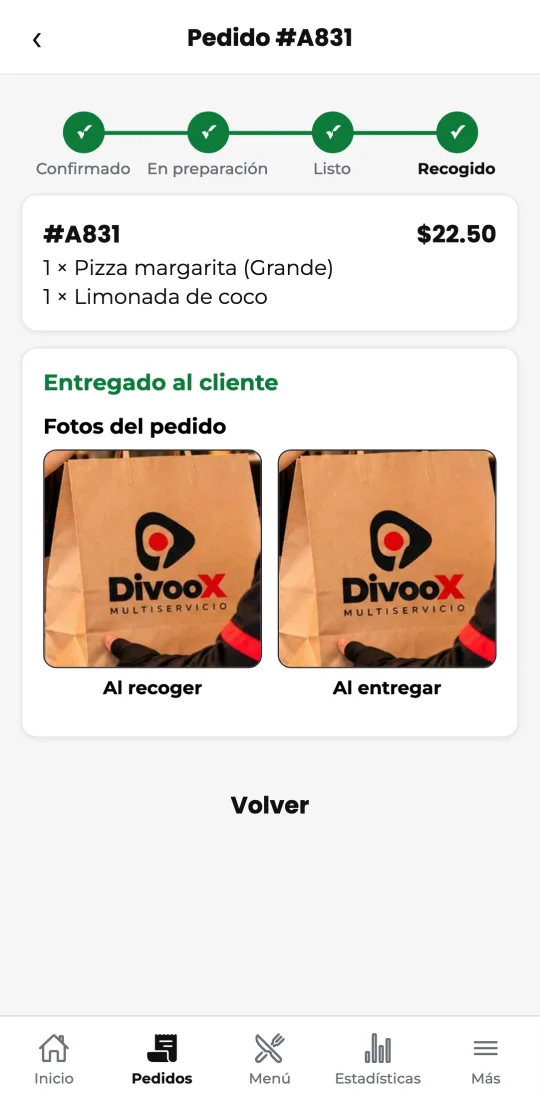 Pedido #A831
Confirmado
En preparación
Listo
Recogido
#A831 $22.50
1 × Pizza margarita (Grande)
1 × Limonada de coco
Entregado al cliente
Fotos del pedido
DivooX
MULTISERVICIO
DivooX
MULTISERVICIO
Al recoger
Al entregar
Volver
Inicio
Pedidos
Menú
Estadísticas
Más